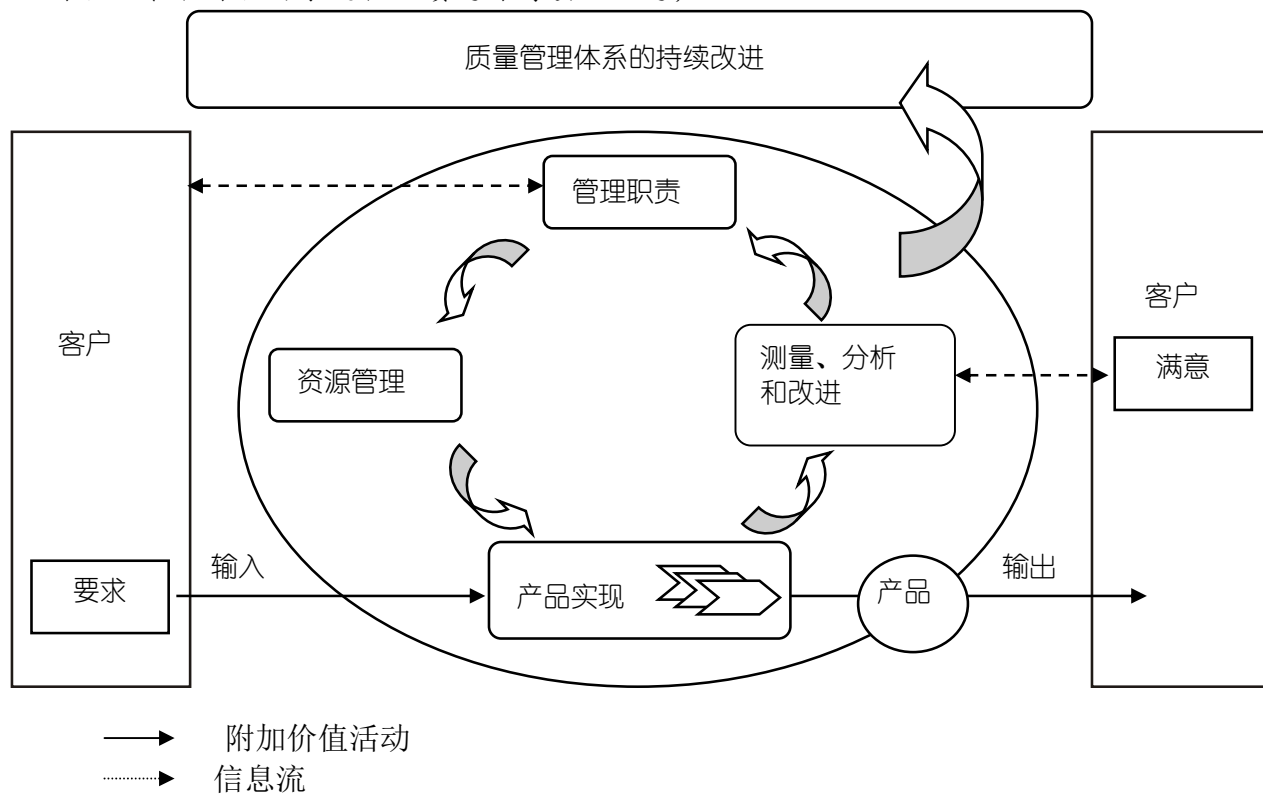 质量管理体系的持续改进
管理职责
客户
客户
资源管理
测量、分析
和改进
满意
要求
输入
产品实现
产品
输出
附加价值活动
信息流